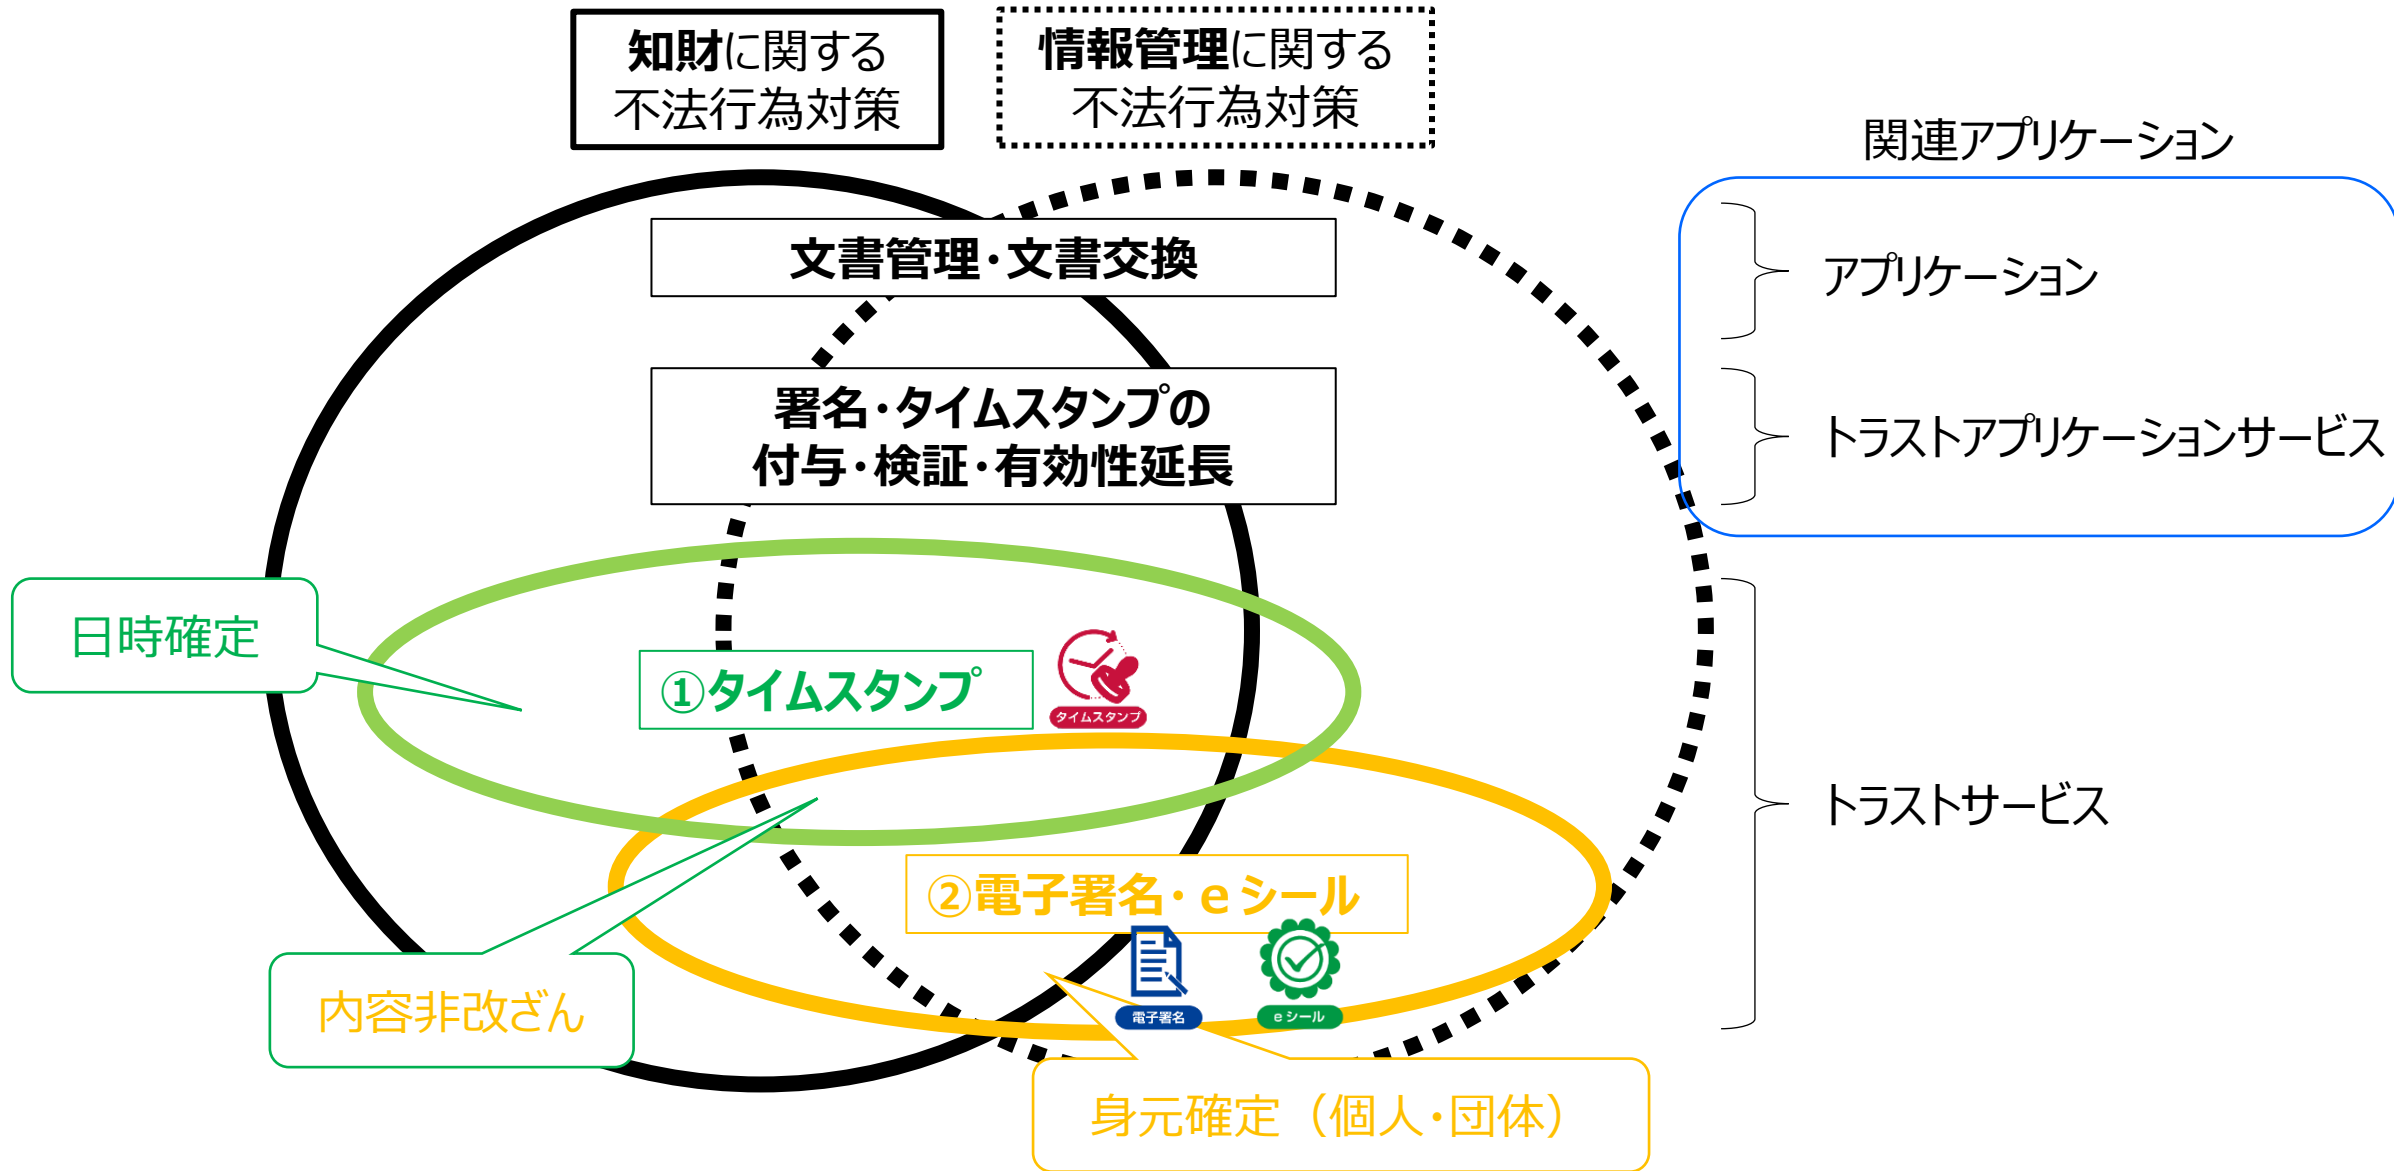 知財に関する
不法行為対策
情報管理に関する
不法行為対策
関連アプリケーション
文書管理・文書交換
アプリケーション
署名・タイムスタンプの
付与・検証・有効性延長
トラストアプリケーションサービス
日時確定
①タイムスタンプ
タイムスタンプ
トラストサービス
②電子署名・eシール
内容非改ざん
電子署名
eシール
身元確定（個人・団体）